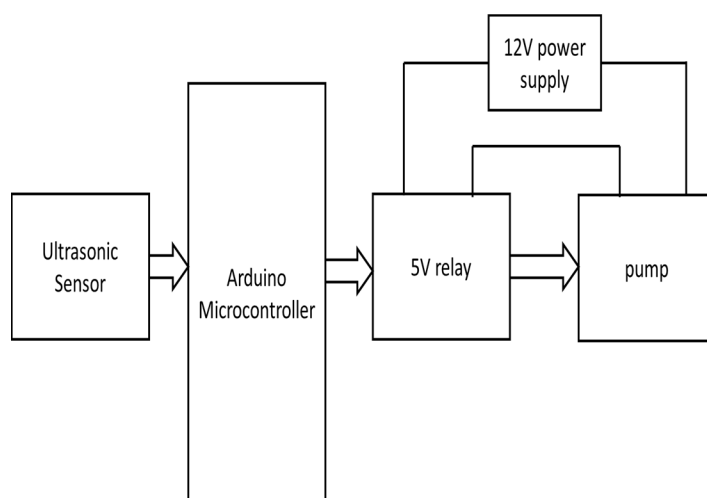 12V power
supply
Ultrasonic
Sensor
Arduino
Microcontroller
5V relay
pump